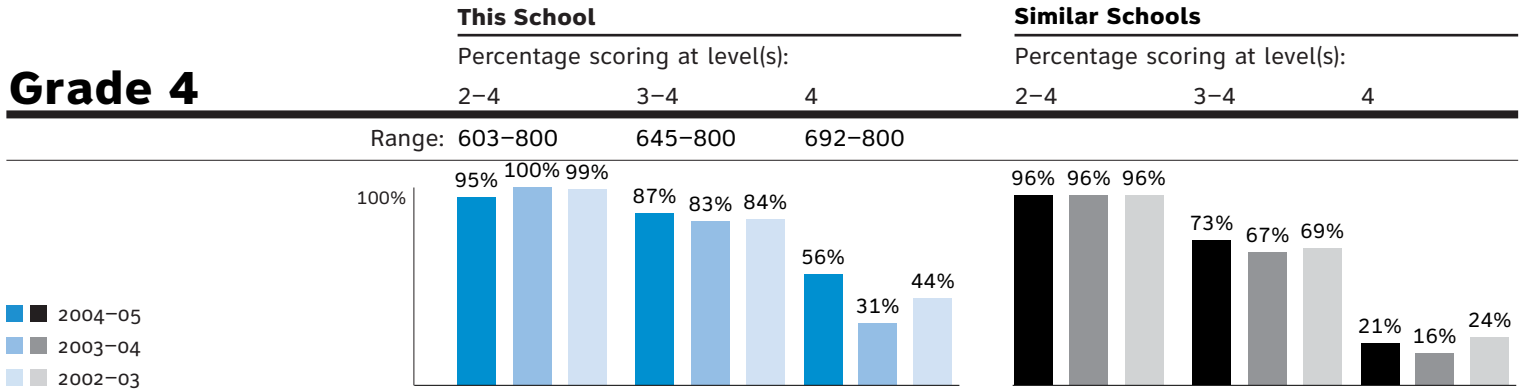 This School
Similar Schools
Percentage scoring at level(s):
Percentage scoring at level(s):
Grade 4
2–4 3–4 4
2–4 3–4 4
Range: 603–800 645–800 692–800
100%
95% 100% 99% 87% 83% 84% 56% 31% 44%
96% 96% 96% 73% 67% 69% 21% 16% 24%
2004–05
2003–04
2002–03